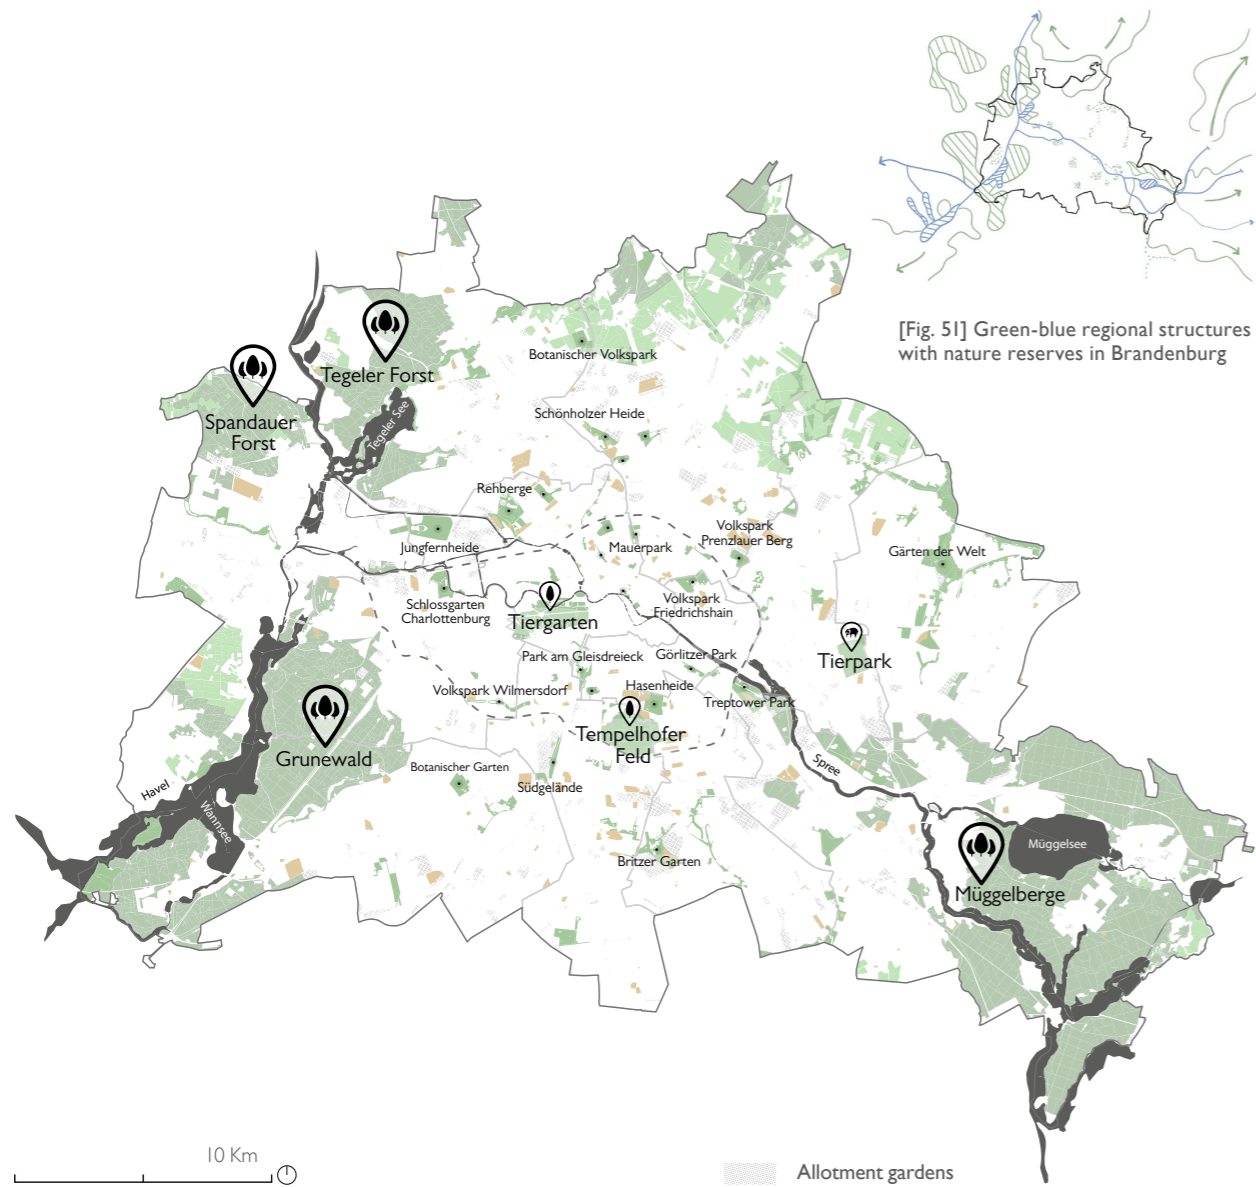 [Fig. 51] Green-blue regional structures
with nature reserves in Brandenburg
Botanischer Volkspark
Tegeler Forst
Spandauer
Forst
Tegeler See
Schönholzer Heide
Rehberge
Jungfernheide
Mauerpark
Volkspark
Prenzlauer Berg
Gärten der Welt
Schlossgarten
Charlottenburg
Tiergarten
Volkspark
Friedrichshain
Tierpark
Park am Gleisdreieck
Görlitzer Park
Volkspark Wilmersdorf
Hasenheide
Treptower Park
Tempelhofer
Feld
Grunewald
Botanischer Garten
Südgelände
Spree
Havel
Wannsee
Britzer Garten
Müggelsee
Müggelberge
10 Km
Allotment gardens